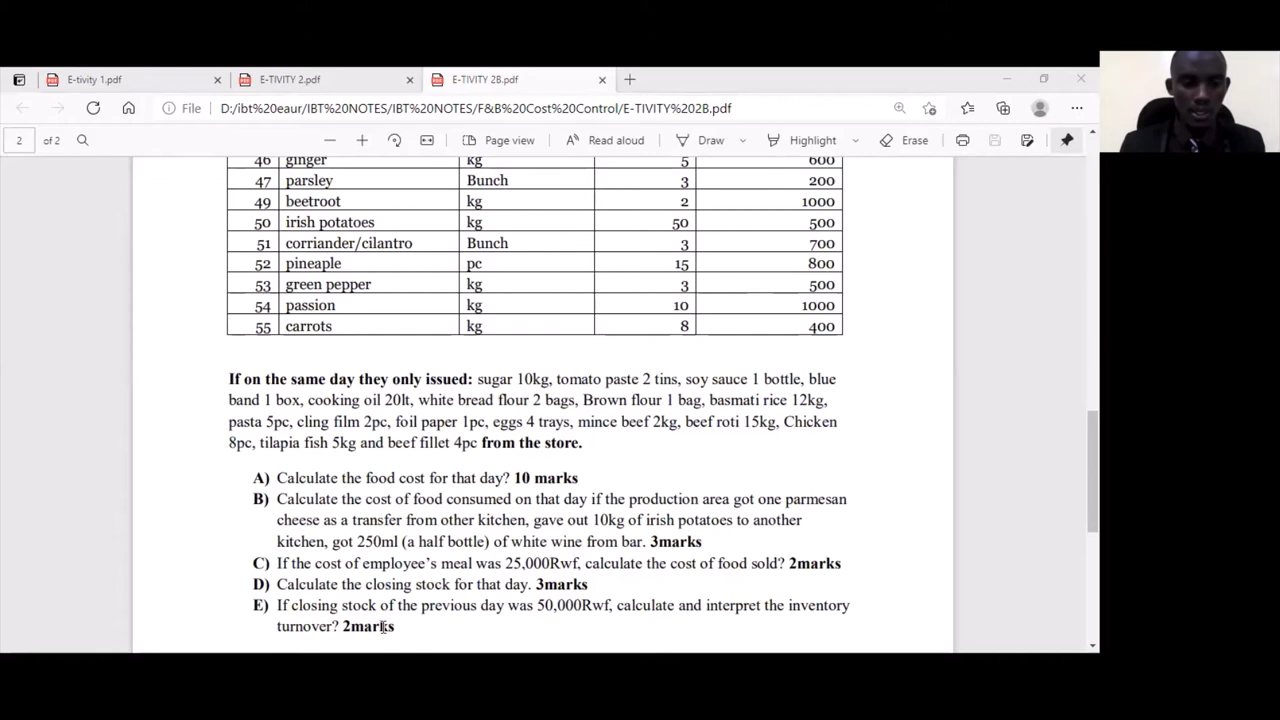 E-tivity 1.pdf
E-TIVITY 2.pdf
E-TIVITY 2B.pdf
File
D:/ibt%20eaur/IBT%20NOTES/IBT%20NOTES/F&B%20Cost%20Control/E-TIVITY%202B.pdf
2 of 2
Page view
Read aloud
Draw
Highlight
Erase
46 ginger kg 5 600
47 parsley Bunch 3 200
49 beetroot kg 2 1000
50 irish potatoes kg 50 500
51 corriander/cilantro Bunch 3 700
52 pineaple pc 15 800
53 green pepper kg 3 500
54 passion kg 10 1000
55 carrots kg 8 400
If on the same day they only issued: sugar 10kg, tomato paste 2 tins, soy sauce 1 bottle, blue
band 1 box, cooking oil 20lt, white bread flour 2 bags, Brown flour 1 bag, basmati rice 12kg,
pasta 5pc, cling film 2pc, foil paper 1pc, eggs 4 trays, mince beef 2kg, beef roti 15kg, Chicken
8pc, tilapia fish 5kg and beef fillet 4pc from the store.
A) Calculate the food cost for that day? 10 marks
B) Calculate the cost of food consumed on that day if the production area got one parmesan
cheese as a transfer from other kitchen, gave out 10kg of irish potatoes to another
kitchen, got 250ml (a half bottle) of white wine from bar. 3marks
C) If the cost of employee's meal was 25,000Rwf, calculate the cost of food sold? 2marks
D) Calculate the closing stock for that day. 3marks
E) If closing stock of the previous day was 50,000Rwf, calculate and interpret the inventory
turnover? 2marks